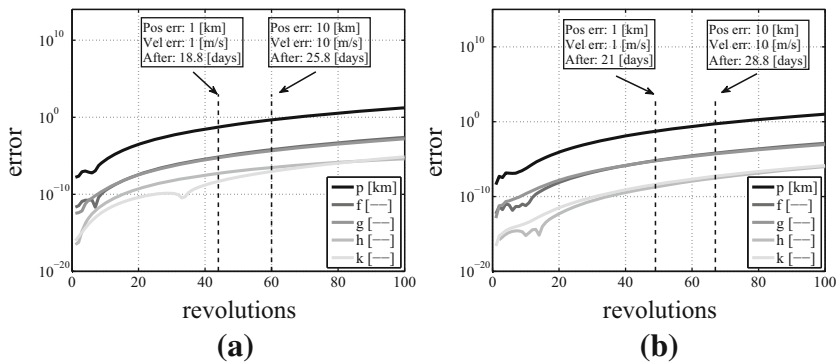 Pos err: 1 [km]
Vel err: 1 [m/s]
After: 18.8 [days]
Pos err: 10 [km]
Vel err: 10 [m/s]
After: 25.8 [days]
10^10
10^0
10^−10
10^−20
error
p [km]
f [−−]
g [−−]
h [−−]
k [−−]
0 20 40 60 80 100
revolutions
(a)
Pos err: 1 [km]
Vel err: 1 [m/s]
After: 21 [days]
Pos err: 10 [km]
Vel err: 10 [m/s]
After: 28.8 [days]
10^10
10^0
10^−10
10^−20
error
p [km]
f [−−]
g [−−]
h [−−]
k [−−]
0 20 40 60 80 100
revolutions
(b)